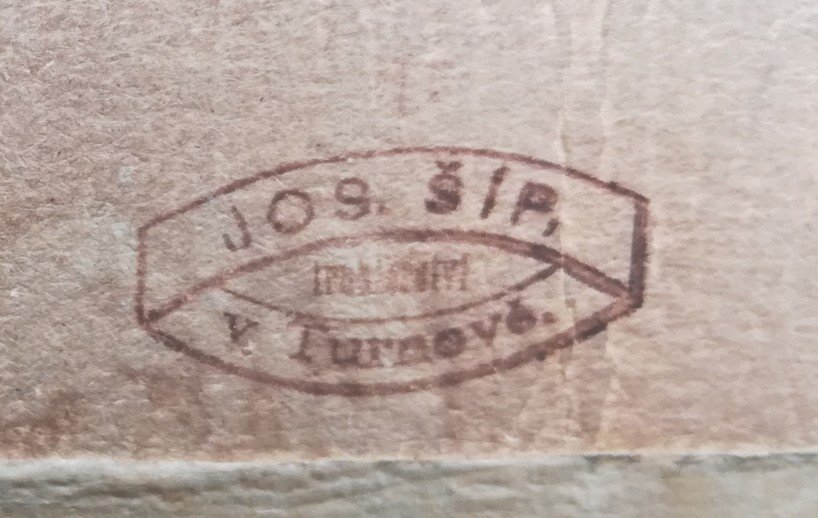 JOS. ŠÍP,
v Turnově.